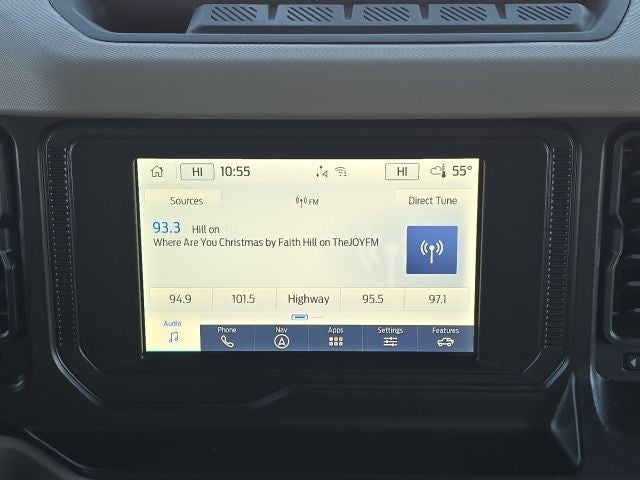 HI 10:55 HI 55°
Sources FM Direct Tune
93.3 Hill on
Where Are You Christmas by Faith Hill on TheJOYFM
94.9 101.5 Highway 95.5 97.1
Audio Phone Nav Apps Settings Features